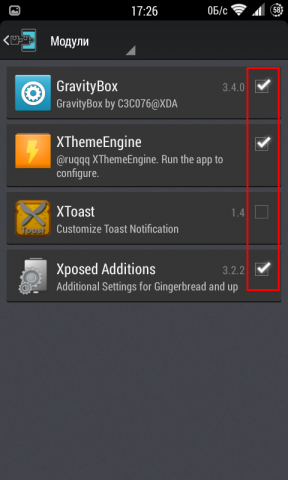 17:26
0Б/с
58
Модули
GravityBox
3.4.0
GravityBox by C3C076@XDA
XThemeEngine
@ruqqq XThemeEngine. Run the app to
configure.
XToast
1.4
Customize Toast Notification
Toast
Xposed Additions
3.2.2
Additional Settings for Gingerbread and up